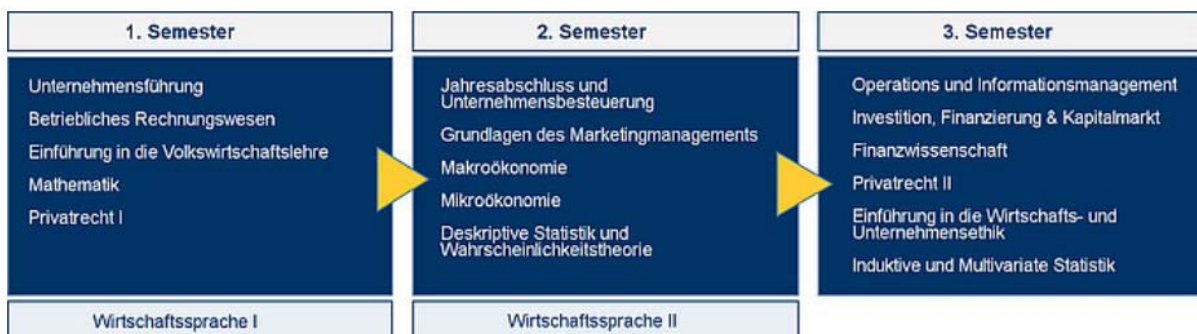 1. Semester
Unternehmensführung
Betriebliches Rechnungswesen
Einführung in die Volkswirtschaftslehre
Mathematik
Privatrecht I
Wirtschaftssprache I
2. Semester
Jahresabschluss und
Unternehmensbesteuerung
Grundlagen des Marketingmanagements
Makroökonomie
Mikroökonomie
Deskriptive Statistik und
Wahrscheinlichkeitstheorie
Wirtschaftssprache II
3. Semester
Operations und Informationsmanagement
Investition, Finanzierung & Kapitalmarkt
Finanzwissenschaft
Privatrecht II
Einführung in die Wirtschafts- und
Unternehmensethik
Induktive und Multivariate Statistik